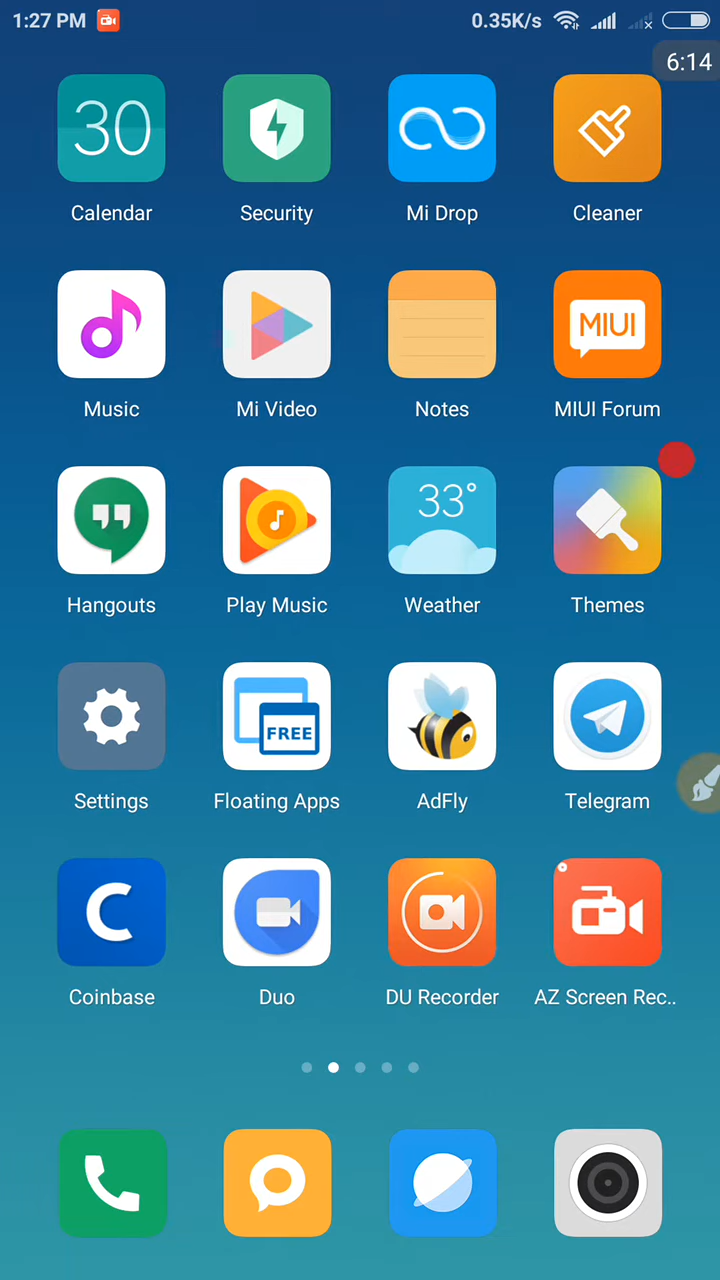 1:27 PM 0.35K/s
6:14
30
Calendar Security Mi Drop Cleaner
MIUI
Music Mi Video Notes MIUI Forum
33°
Hangouts Play Music Weather Themes
FREE
Settings Floating Apps AdFly Telegram
C
Coinbase Duo DU Recorder AZ Screen Rec..